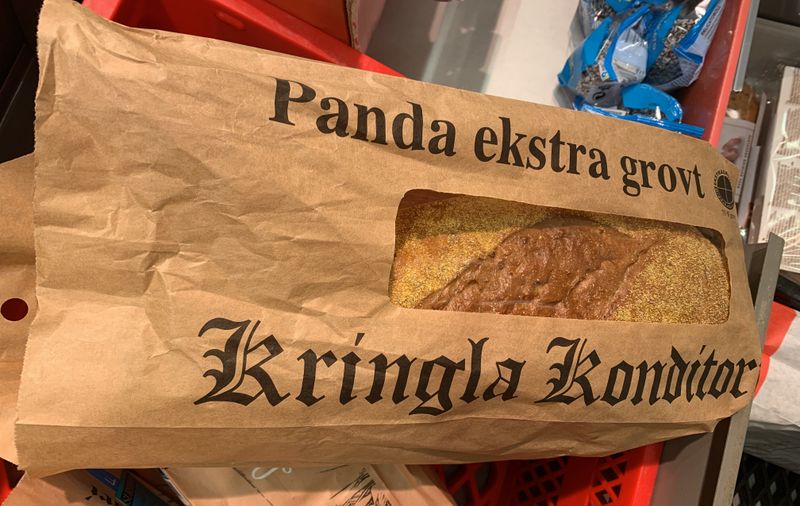 Panda ekstra grovt
Kringla Konditor